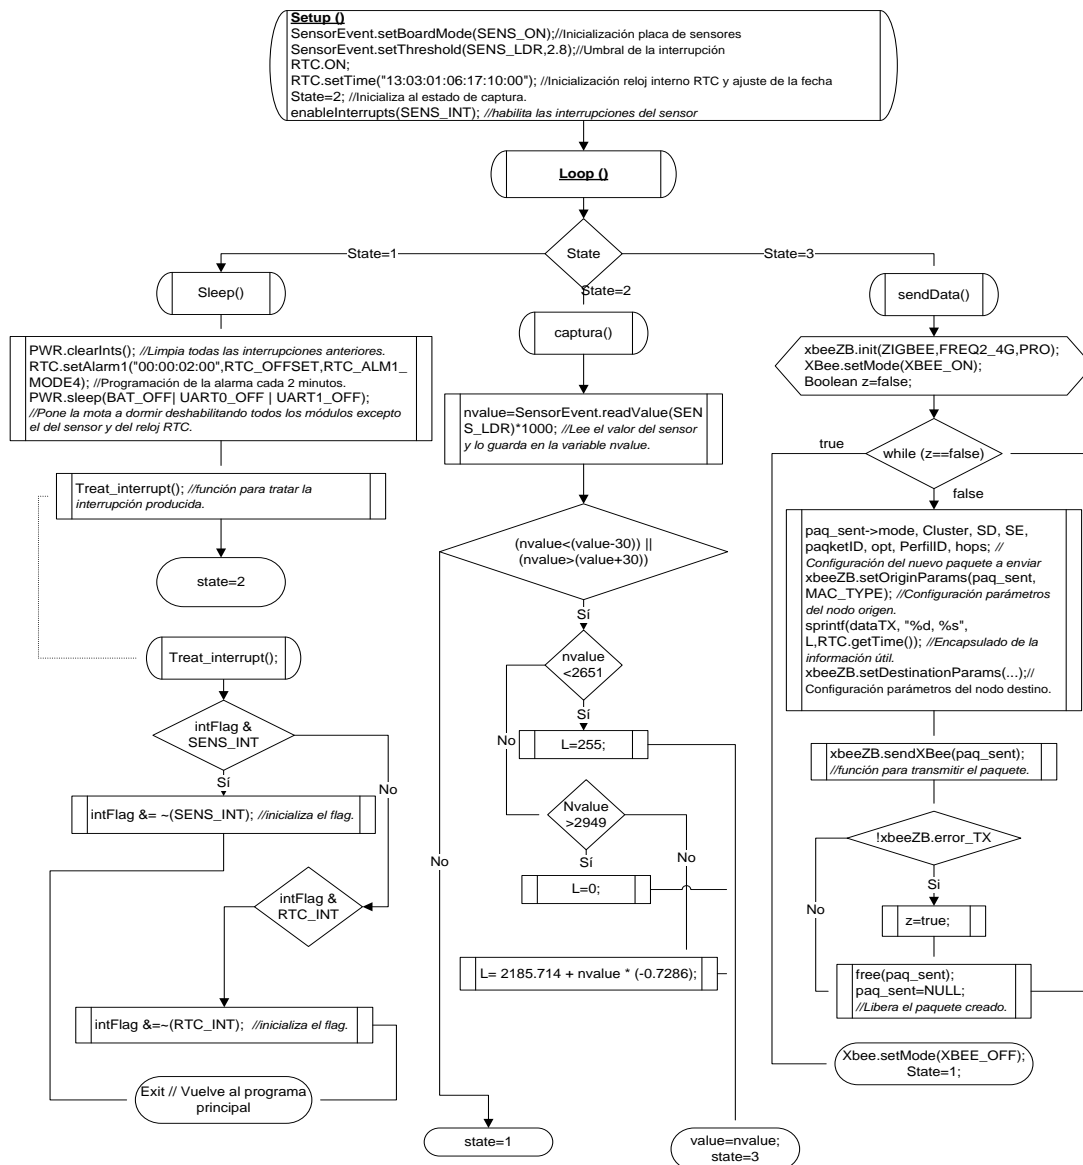 Setup ()
SensorEvent.setBoardMode(SENS_ON);//Inicialización placa de sensores
SensorEvent.setThreshold(SENS_LDR,2.8);//Umbral de la interrupción
RTC.ON;
RTC.setTime("13:03:01:06:17:10:00"); //Inicialización reloj interno RTC y ajuste de la fecha
State=2; //Inicializa al estado de captura.
enableInterrupts(SENS_INT); //habilita las interrupciones del sensor
Loop ()
State
State=1
State=2
State=3
Sleep()
PWR.clearInts(); //Limpia todas las interrupciones anteriores.
RTC.setAlarm1("00:00:02:00",RTC_OFFSET,RTC_ALM1_
MODE4); //Programación de la alarma cada 2 minutos.
PWR.sleep(BAT_OFF| UART0_OFF | UART1_OFF);
//Pone la mota a dormir deshabilitando todos los módulos excepto
el del sensor y del reloj RTC.
Treat_interrupt(); //función para tratar la
interrupción producida.
state=2
Treat_interrupt();
intFlag &
SENS_INT
Sí
No
intFlag &= ~(SENS_INT); //inicializa el flag.
intFlag &
RTC_INT
intFlag &=~(RTC_INT); //inicializa el flag.
Exit // Vuelve al programa
principal
captura()
nvalue=SensorEvent.readValue(SE
NS_LDR)*1000; //Lee el valor del sensor
y lo guarda en la variable nvalue.
(nvalue<(value-30)) ||
(nvalue>(value+30))
Sí
No
nvalue
<2651
Sí
No
L=255;
Nvalue
>2949
Sí
No
L=0;
L= 2185.714 + nvalue * (-0.7286);
state=1
value=nvalue;
state=3
sendData()
xbeeZB.init(ZIGBEE,FREQ2_4G,PRO);
XBee.setMode(XBEE_ON);
Boolean z=false;
true
while (z==false)
false
paq_sent->mode, Cluster, SD, SE,
paqketID, opt, PerfilID, hops; //
Configuración del nuevo paquete a enviar
xbeeZB.setOriginParams(paq_sent,
MAC_TYPE); //Configuración parámetros
del nodo origen.
sprintf(dataTX, "%d, %s",
L,RTC.getTime()); //Encapsulado de la
información útil.
xbeeZB.setDestinationParams(...);//
Configuración parámetros del nodo destino.
xbeeZB.sendXBee(paq_sent);
//función para transmitir el paquete.
!xbeeZB.error_TX
Si
No
z=true;
free(paq_sent);
paq_sent=NULL;
//Libera el paquete creado.
Xbee.setMode(XBEE_OFF);
State=1;